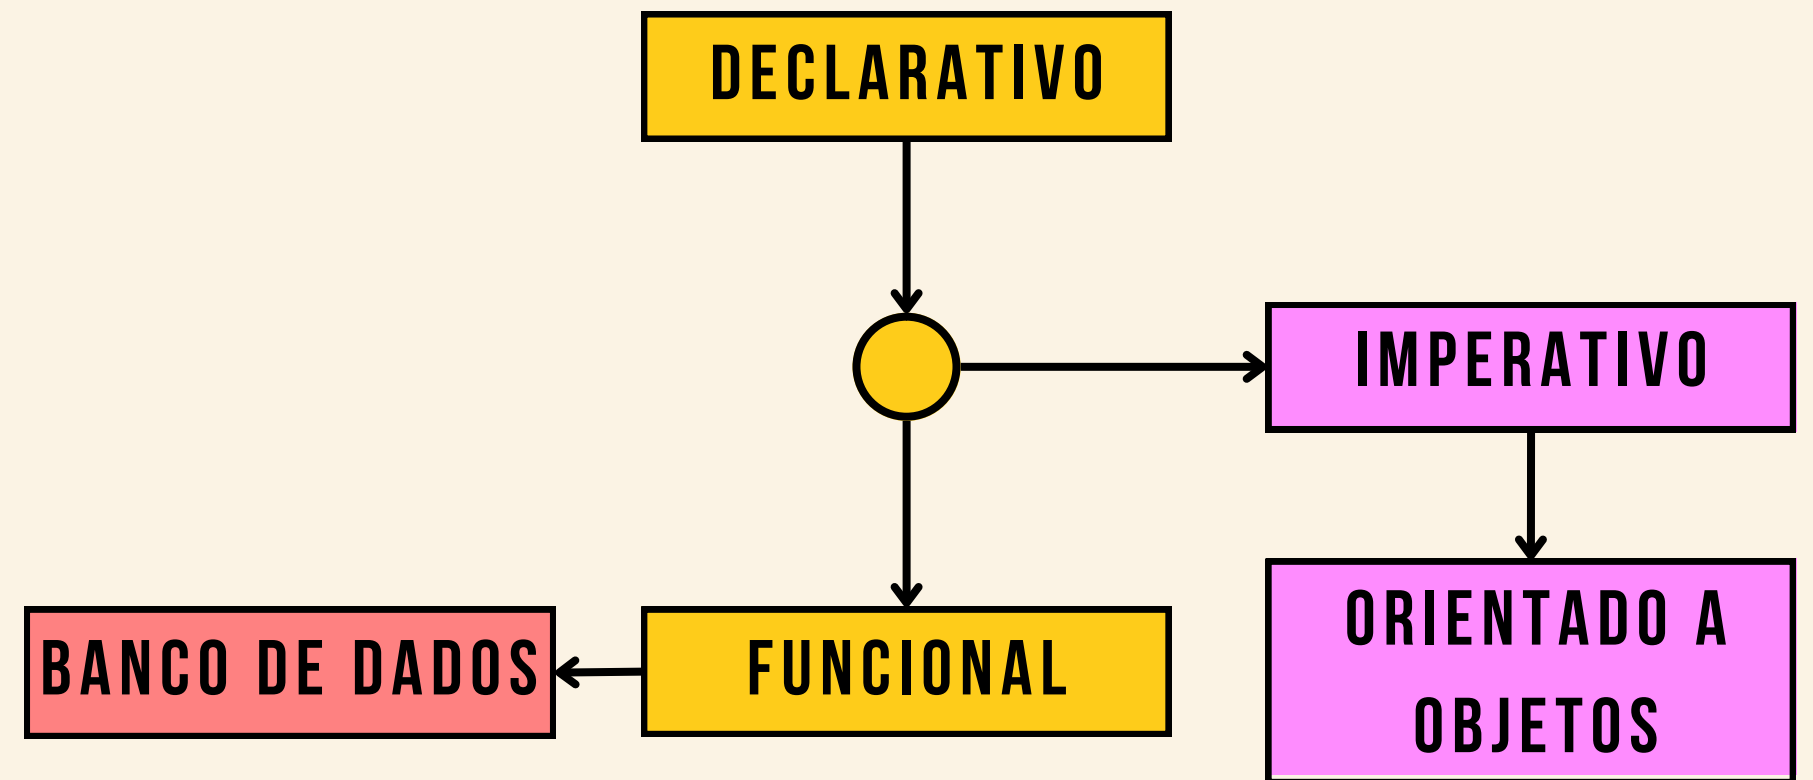 DECLARATIVO
IMPERATIVO
ORIENTADO A
OBJETOS
BANCO DE DADOS
FUNCIONAL